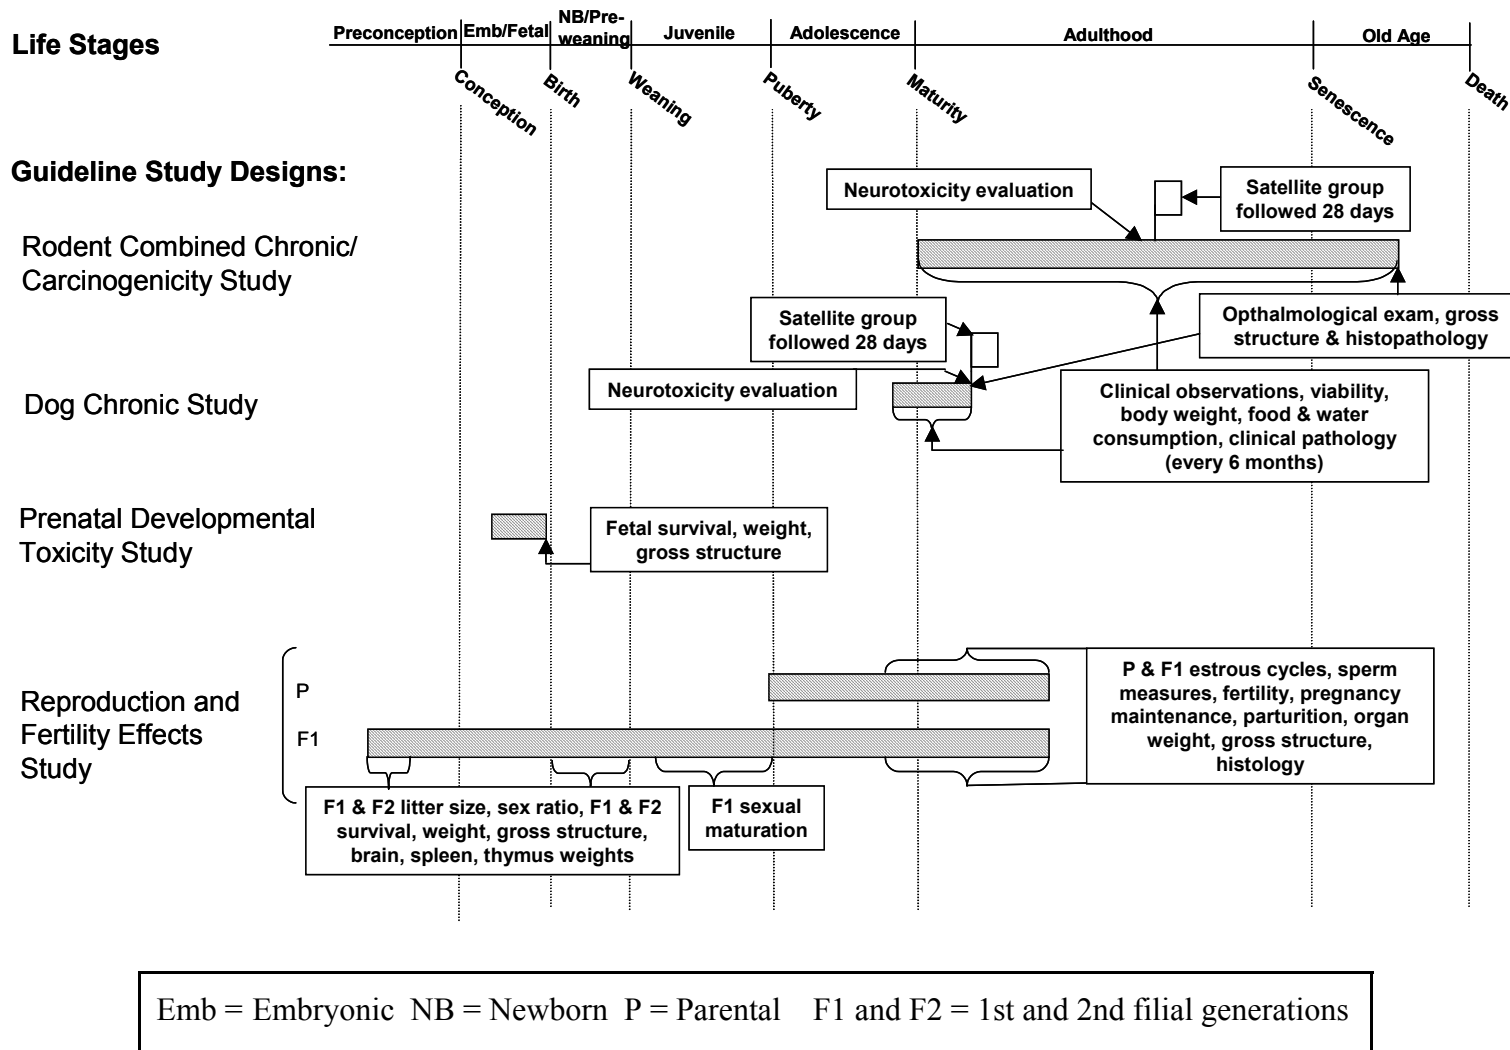 Life Stages
Preconception
Emb/Fetal
NB/Pre-
weaning
Juvenile
Adolescence
Adulthood
Old Age
Conception
Birth
Weaning
Puberty
Maturity
Senescence
Death
Guideline Study Designs:
Rodent Combined Chronic/
Carcinogenicity Study
Neurotoxicity evaluation
Satellite group
followed 28 days
Opthalmological exam, gross
structure & histopathology
Satellite group
followed 28 days
Neurotoxicity evaluation
Dog Chronic Study
Clinical observations, viability,
body weight, food & water
consumption, clinical pathology
(every 6 months)
Prenatal Developmental
Toxicity Study
Fetal survival, weight,
gross structure
Reproduction and
Fertility Effects
Study
P
F1
P & F1 estrous cycles, sperm
measures, fertility, pregnancy
maintenance, parturition, organ
weight, gross structure,
histology
F1 & F2 litter size, sex ratio, F1 & F2
survival, weight, gross structure,
brain, spleen, thymus weights
F1 sexual
maturation
Emb = Embryonic NB = Newborn P = Parental F1 and F2 = 1st and 2nd filial generations